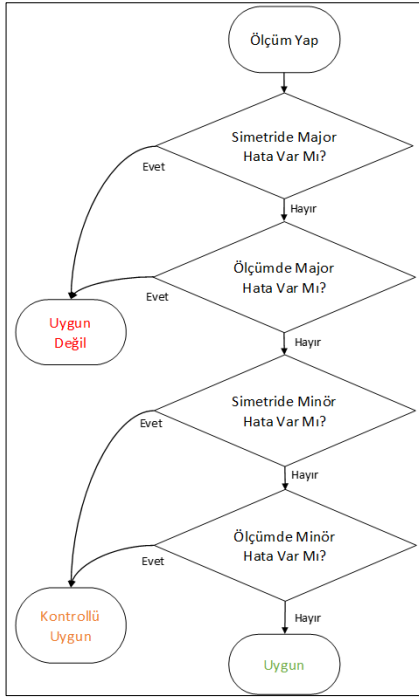 Ölçüm Yap
Simetride Major
Hata Var Mı?
Evet
Hayır
Ölçümde Major
Hata Var Mı?
Evet
Uygun
Değil
Hayır
Simetride Minör
Hata Var Mı?
Evet
Hayır
Ölçümde Minör
Hata Var Mı?
Evet
Kontrollü
Uygun
Hayır
Uygun